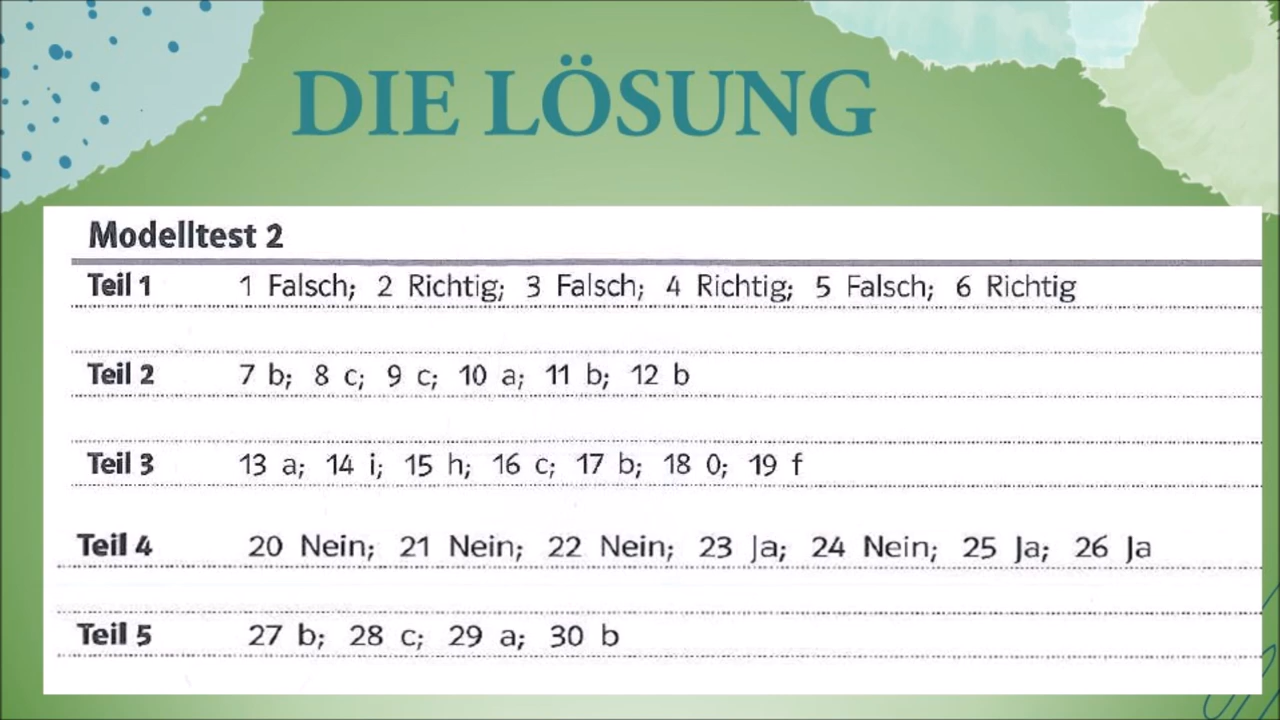 DIE LÖSUNG
Modelltest 2
Teil 1 1 Falsch; 2 Richtig; 3 Falsch; 4 Richtig; 5 Falsch; 6 Richtig
Teil 2 7 b; 8 c; 9 c; 10 a; 11 b; 12 b
Teil 3 13 a; 14 i; 15 h; 16 c; 17 b; 18 0; 19 f
Teil 4 20 Nein; 21 Nein; 22 Nein; 23 Ja; 24 Nein; 25 Ja; 26 Ja
Teil 5 27 b; 28 c; 29 a; 30 b